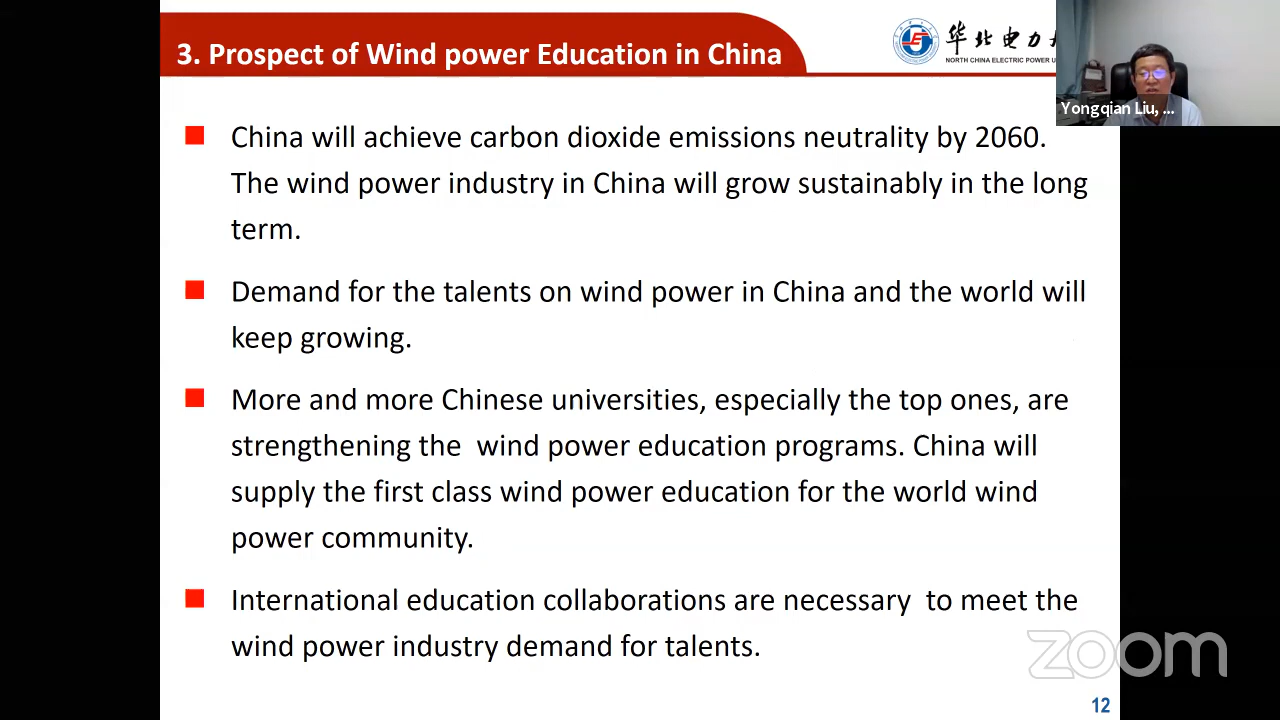 3. Prospect of Wind power Education in China
华北电力
NORTH CHINA ELECTRIC POWER
Yongqian Liu, ...
China will achieve carbon dioxide emissions neutrality by 2060.
The wind power industry in China will grow sustainably in the long
term.
Demand for the talents on wind power in China and the world will
keep growing.
More and more Chinese universities, especially the top ones, are
strengthening the  wind power education programs. China will
supply the first class wind power education for the world wind
power community.
International education collaborations are necessary  to meet the
wind power industry demand for talents.
zoom
12